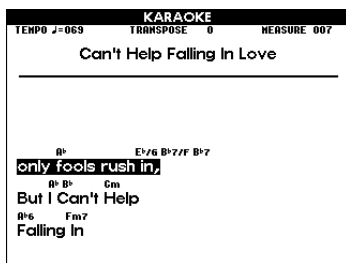 KARAOKE
TEMPO ♩=069 TRANSPOSE 0 MEASURE 007
Can't Help Falling In Love
A♭ E♭/G B♭7/F B♭7
only fools rush in,
A♭ B♭ Cm
But I Can't Help
A♭6 Fm7
Falling In